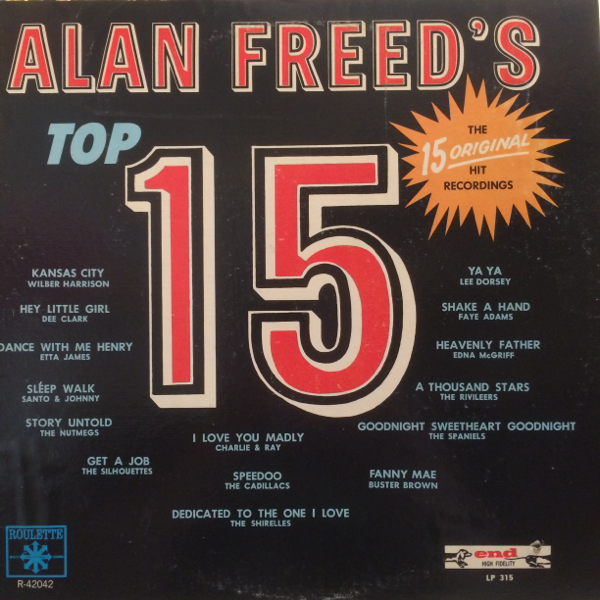 ALAN FREED'S
TOP
15
THE
15 ORIGINAL
HIT
RECORDINGS
KANSAS CITY
WILBER HARRISON
HEY LITTLE GIRL
DEE CLARK
DANCE WITH ME HENRY
ETTA JAMES
SLEEP WALK
SANTO & JOHNNY
STORY UNTOLD
THE NUTMEGS
GET A JOB
THE SILHOUETTES
I LOVE YOU MADLY
CHARLIE & RAY
SPEEDOO
THE CADILLACS
DEDICATED TO THE ONE I LOVE
THE SHIRELLES
YA YA
LEE DORSEY
SHAKE A HAND
FAYE ADAMS
HEAVENLY FATHER
EDNA McGRIFF
A THOUSAND STARS
THE RIVILEERS
GOODNIGHT SWEETHEART GOODNIGHT
THE SPANIELS
FANNY MAE
BUSTER BROWN
ROULETTE
R-42042
end
HIGH FIDELITY
LP 315